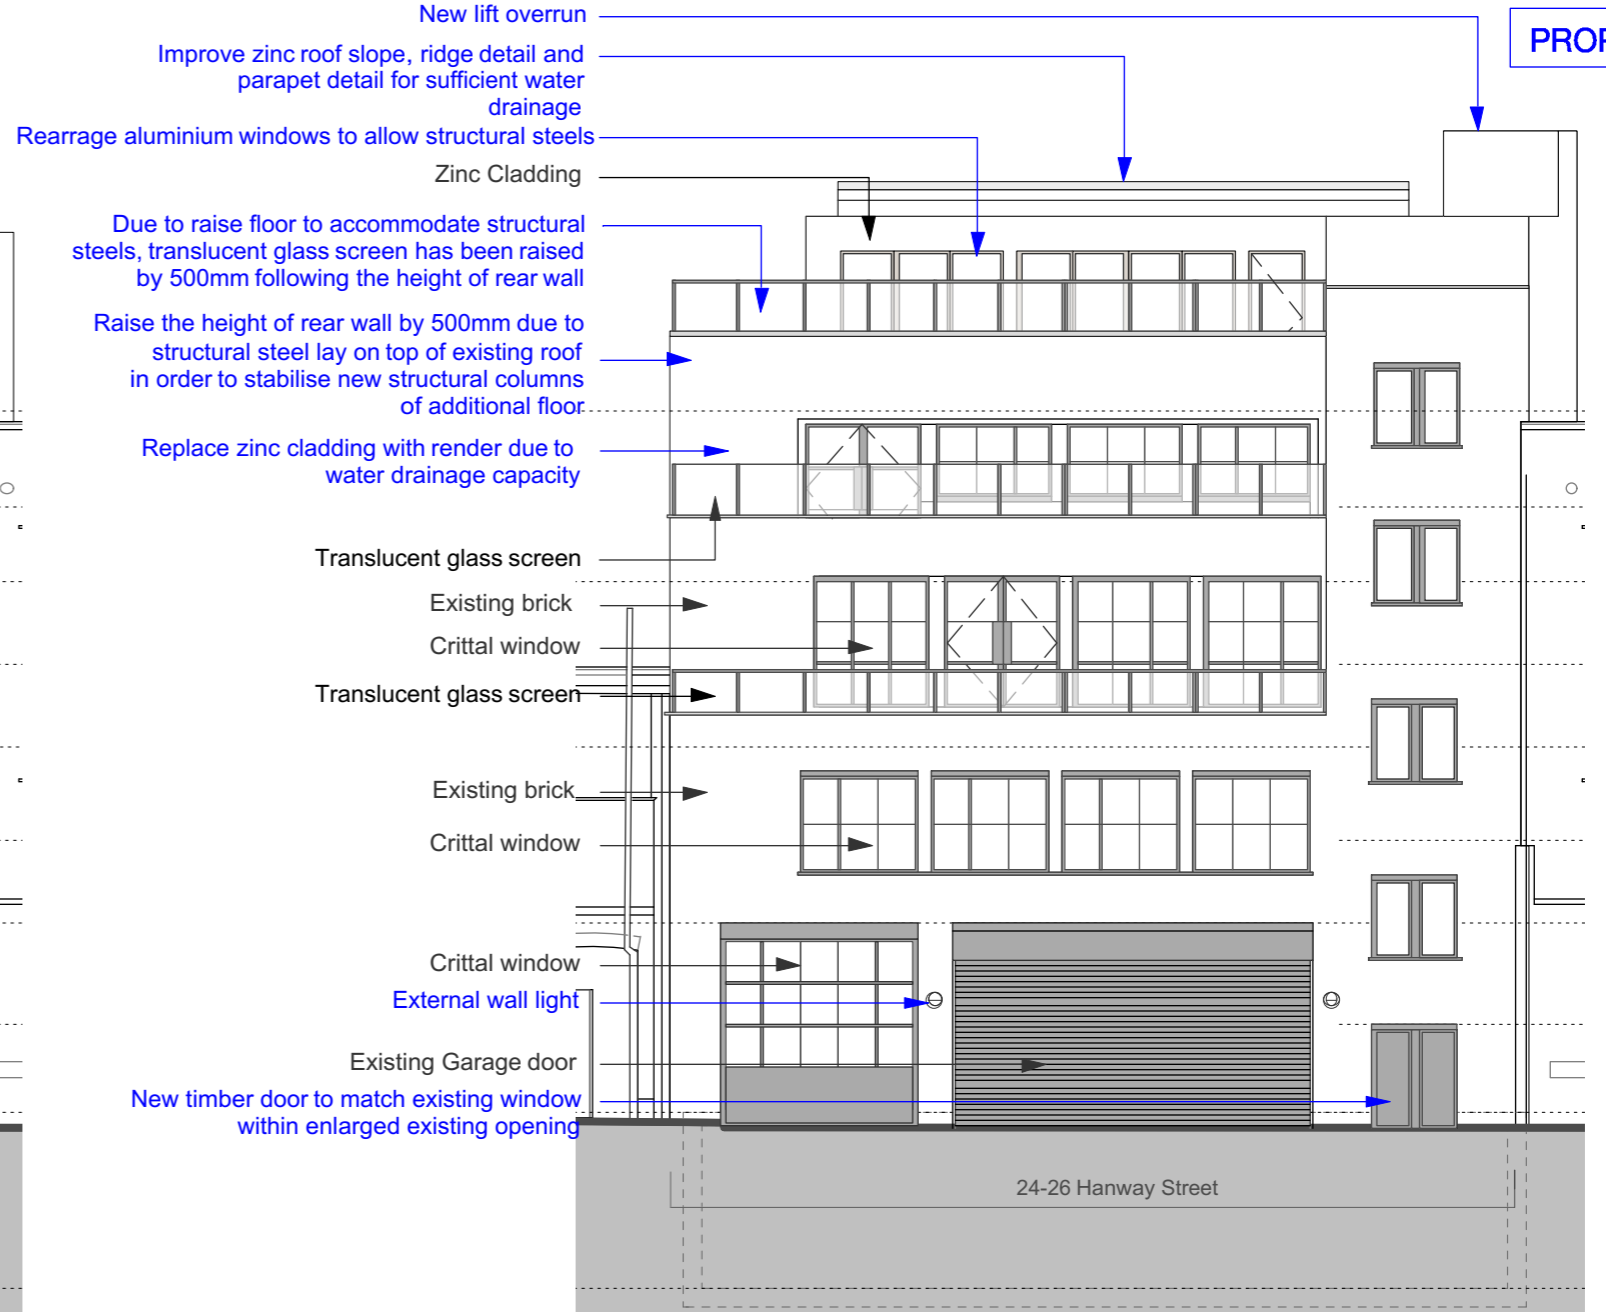 New lift overrun
PROP
Improve zinc roof slope, ridge detail and
parapet detail for sufficient water
drainage
Rearrage aluminium windows to allow structural steels
Zinc Cladding
Due to raise floor to accommodate structural
steels, translucent glass screen has been raised
by 500mm following the height of rear wall
Raise the height of rear wall by 500mm due to
structural steel lay on top of existing roof
in order to stabilise new structural columns
of additional floor
Replace zinc cladding with render due to
water drainage capacity
Translucent glass screen
Existing brick
Crittal window
Translucent glass screen
Existing brick
Crittal window
Crittal window
External wall light
Existing Garage door
New timber door to match existing window
within enlarged existing opening
24-26 Hanway Street